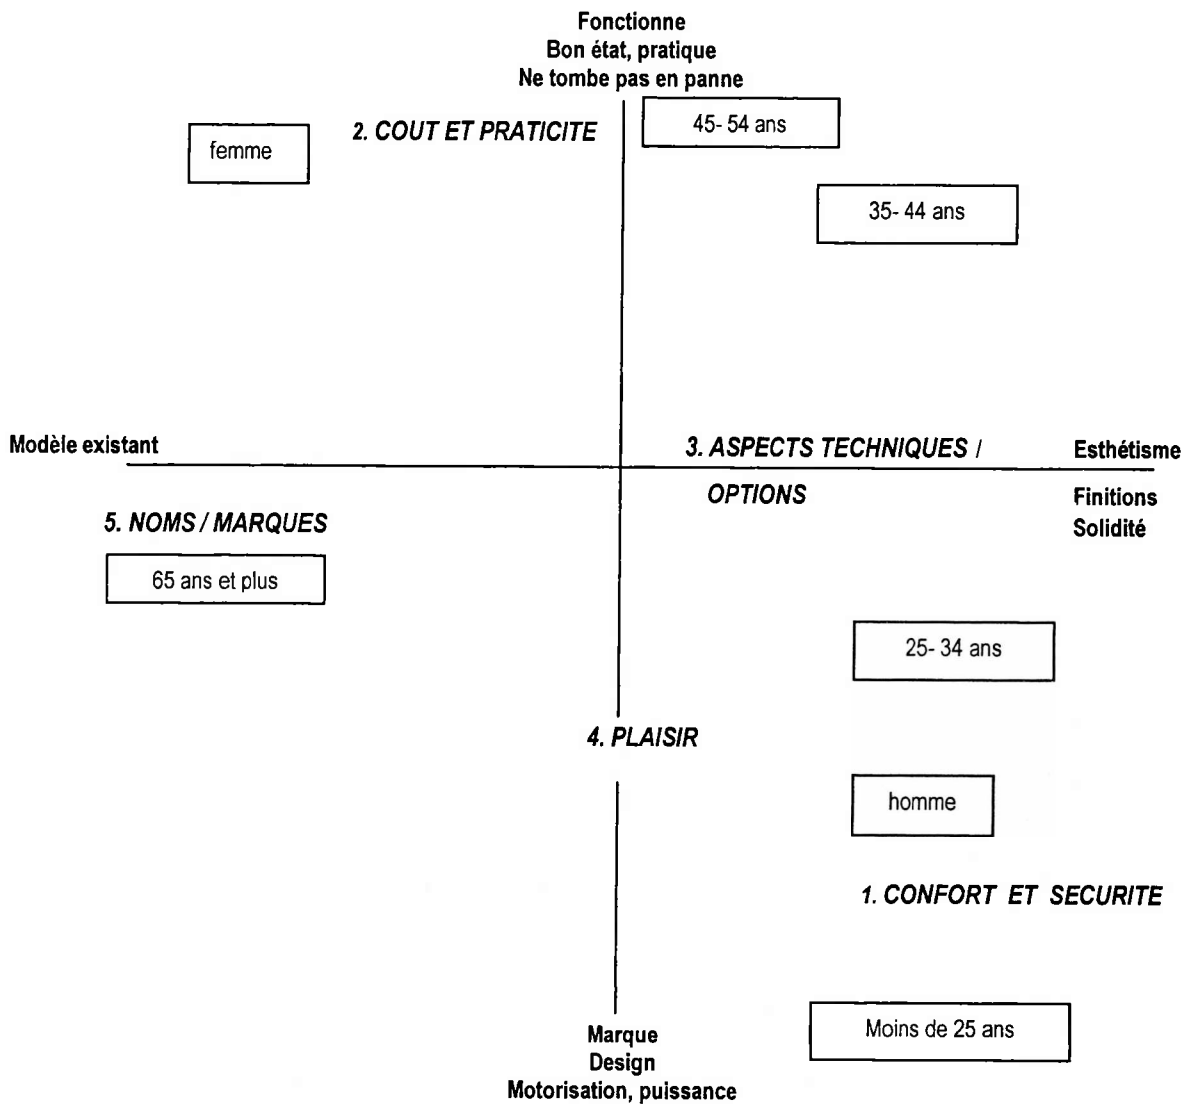 Fonctionne
Bon état, pratique
Ne tombe pas en panne
45- 54 ans
2. COUT ET PRATICITE
femme
35- 44 ans
Modèle existant
3. ASPECTS TECHNIQUES /
Esthétisme
OPTIONS
Finitions
Solidité
5. NOMS / MARQUES
65 ans et plus
25- 34 ans
4. PLAISIR
homme
1. CONFORT ET SECURITE
Moins de 25 ans
Marque
Design
Motorisation, puissance